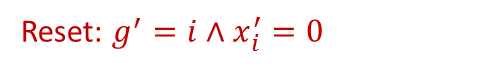 Reset: g′ = i ∧ x′ᵢ = 0